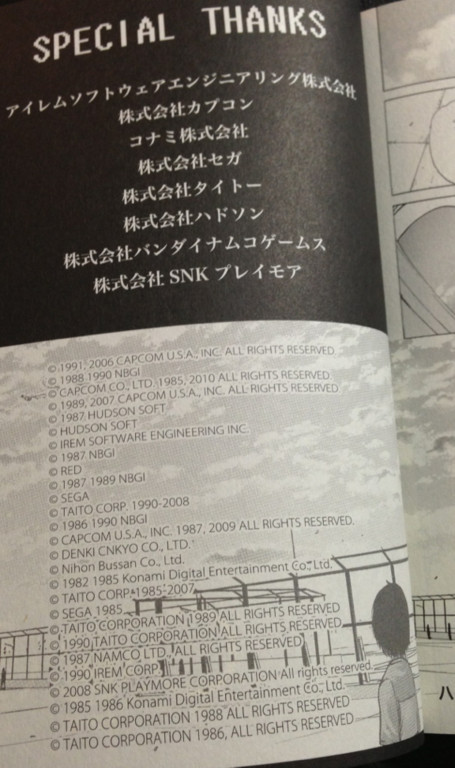 SPECIAL THANKS
アイレムソフトウェアエンジニアリング株式会社
株式会社カプコン
コナミ株式会社
株式会社セガ
株式会社タイトー
株式会社ハドソン
株式会社バンダイナムコゲームス
株式会社 SNK プレイモア
© 1991, 2006 CAPCOM U.S.A., INC. ALL RIGHTS RESERVED.
© 1988 1990 NBGI
© CAPCOM CO., LTD. 1985, 2010 ALL RIGHTS RESERVED
© 1989, 2007 CAPCOM U.S.A., INC. ALL RIGHTS RESERVED
© 1987 HUDSON SOFT
© HUDSON SOFT
© IREM SOFTWARE ENGINEERING INC.
© 1987 NBGI
© RED
© 1987 1989 NBGI
© SEGA
© TAITO CORP. 1990-2008
© 1986 1990 NBGI
© CAPCOM U.S.A., INC. 1987, 2009 ALL RIGHTS RESERVED.
© DENKI CNKYO CO., LTD.
© Nihon Bussan Co., Ltd.
© 1982 1985 Konami Digital Entertainment Co., Ltd.
© TAITO CORP. 1985-2007
© SEGA 1985
© TAITO CORPORATION 1989 ALL RIGHTS RESERVED
© 1990 TAITO CORPORATION ALL RIGHTS RESERVED
© 1987 NAMCO LTD., ALL RIGHTS RESERVED
© 1990 IREM CORP
© 2008 SNK PLAYMORE CORPORATION All rights reserved.
© 1985 1986 Konami Digital Entertainment Co., Ltd.
© TAITO CORPORATION 1988 ALL RIGHTS RESERVED
© TAITO CORPORATION 1986, ALL RIGHTS RESERVED